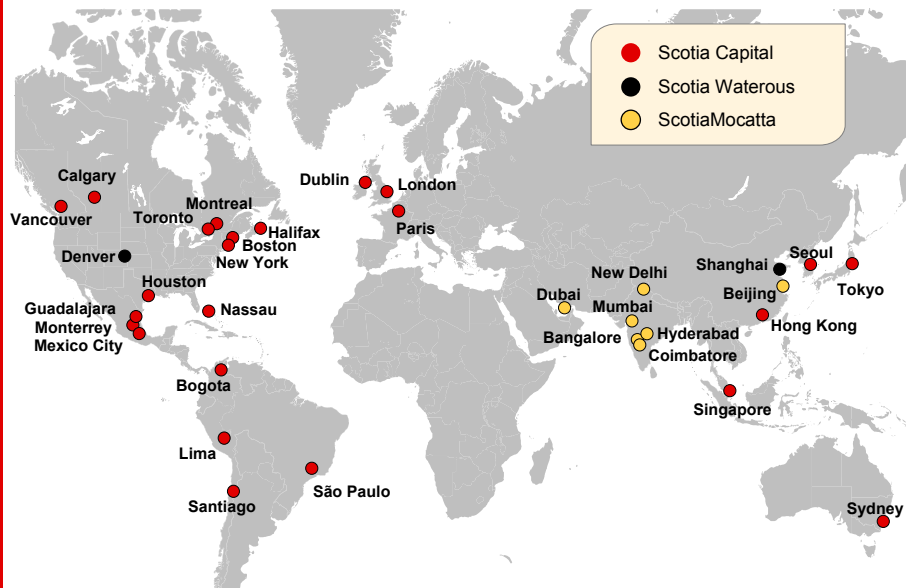 Scotia Capital
Scotia Waterous
ScotiaMocatta
Calgary
Vancouver
Montreal
Toronto
Halifax
Boston
New York
Denver
Houston
Guadalajara
Monterrey
Mexico City
Nassau
Bogota
Lima
Santiago
São Paulo
Dublin
London
Paris
New Delhi
Dubai
Mumbai
Bangalore
Hyderabad
Coimbatore
Shanghai
Seoul
Beijing
Tokyo
Hong Kong
Singapore
Sydney